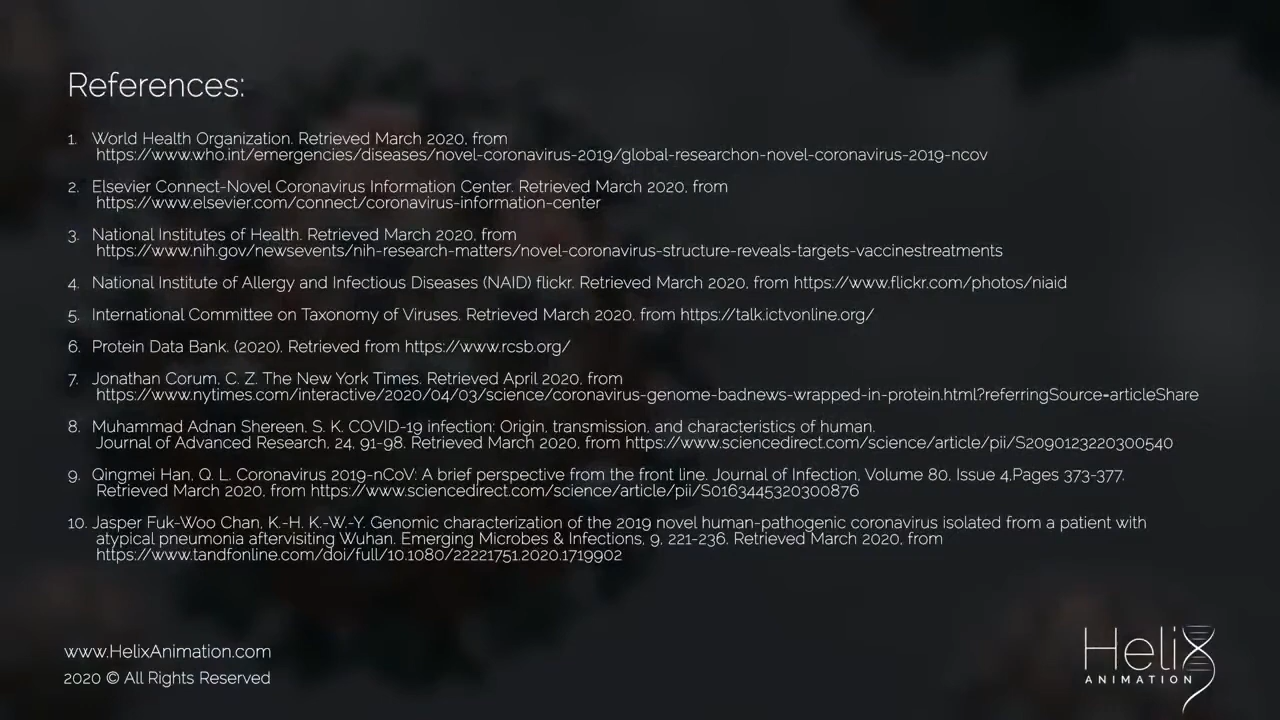 References:
1. World Health Organization. Retrieved March 2020, from
https://www.who.int/emergencies/diseases/novel-coronavirus-2019/global-researchon-novel-coronavirus-2019-ncov
2. Elsevier Connect-Novel Coronavirus Information Center. Retrieved March 2020, from
https://www.elsevier.com/connect/coronavirus-information-center
3. National Institutes of Health. Retrieved March 2020, from
https://www.nih.gov/newsevents/nih-research-matters/novel-coronavirus-structure-reveals-targets-vaccinestreatments
4. National Institute of Allergy and Infectious Diseases (NAID) flickr. Retrieved March 2020, from https://www.flickr.com/photos/niaid
5. International Committee on Taxonomy of Viruses. Retrieved March 2020, from https://talk.ictvonline.org/
6. Protein Data Bank. (2020). Retrieved from https://www.rcsb.org/
7. Jonathan Corum, C. Z. The New York Times. Retrieved April 2020, from
https://www.nytimes.com/interactive/2020/04/03/science/coronavirus-genome-badnews-wrapped-in-protein.html?referringSource=articleShare
8. Muhammad Adnan Shereen, S. K. COVID-19 infection: Origin, transmission, and characteristics of human.
Journal of Advanced Research, 24, 91-98. Retrieved March 2020, from https://www.sciencedirect.com/science/article/pii/S2090123220300540
9. Qingmei Han, Q. L. Coronavirus 2019-nCoV: A brief perspective from the front line. Journal of Infection, Volume 80, Issue 4,Pages 373-377.
Retrieved March 2020, from https://www.sciencedirect.com/science/article/pii/S0163445320300876
10. Jasper Fuk-Woo Chan, K.-H. K.-W.-Y. Genomic characterization of the 2019 novel human-pathogenic coronavirus isolated from a patient with
atypical pneumonia aftervisiting Wuhan. Emerging Microbes & Infections, 9, 221-236. Retrieved March 2020, from
https://www.tandfonline.com/doi/full/10.1080/22221751.2020.1719902
www.HelixAnimation.com
2020 © All Rights Reserved
Helix
ANIMATION